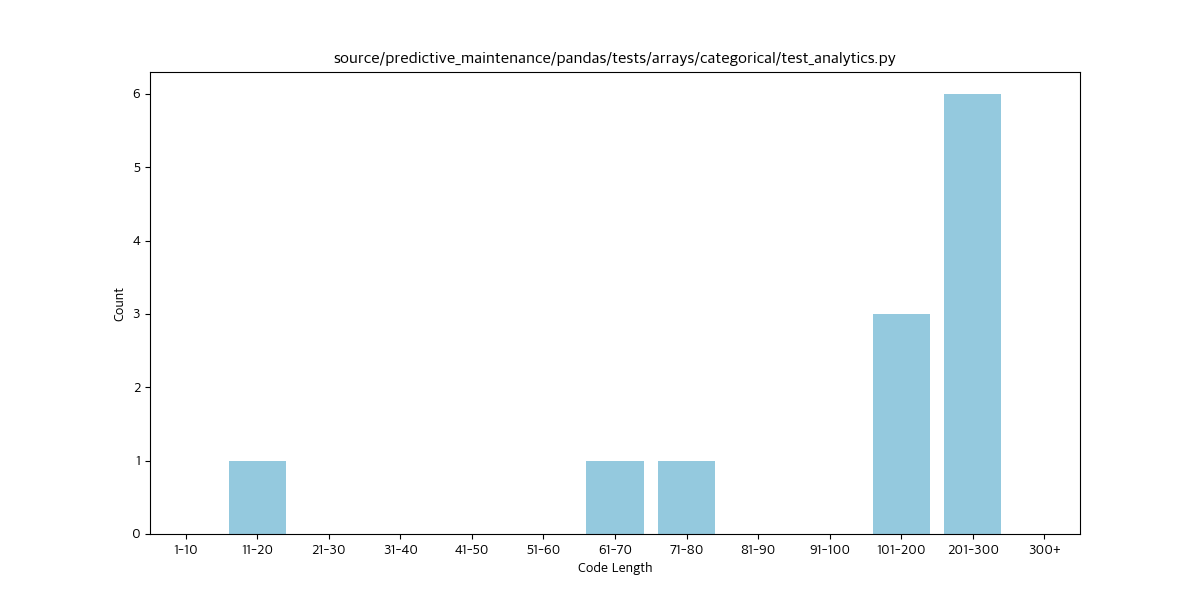 source/predictive_maintenance/pandas/tests/arrays/categorical/test_analytics.py
6
5
4
3
2
1
0
Count
1-10 11-20 21-30 31-40 41-50 51-60 61-70 71-80 81-90 91-100 101-200 201-300 300+
Code Length